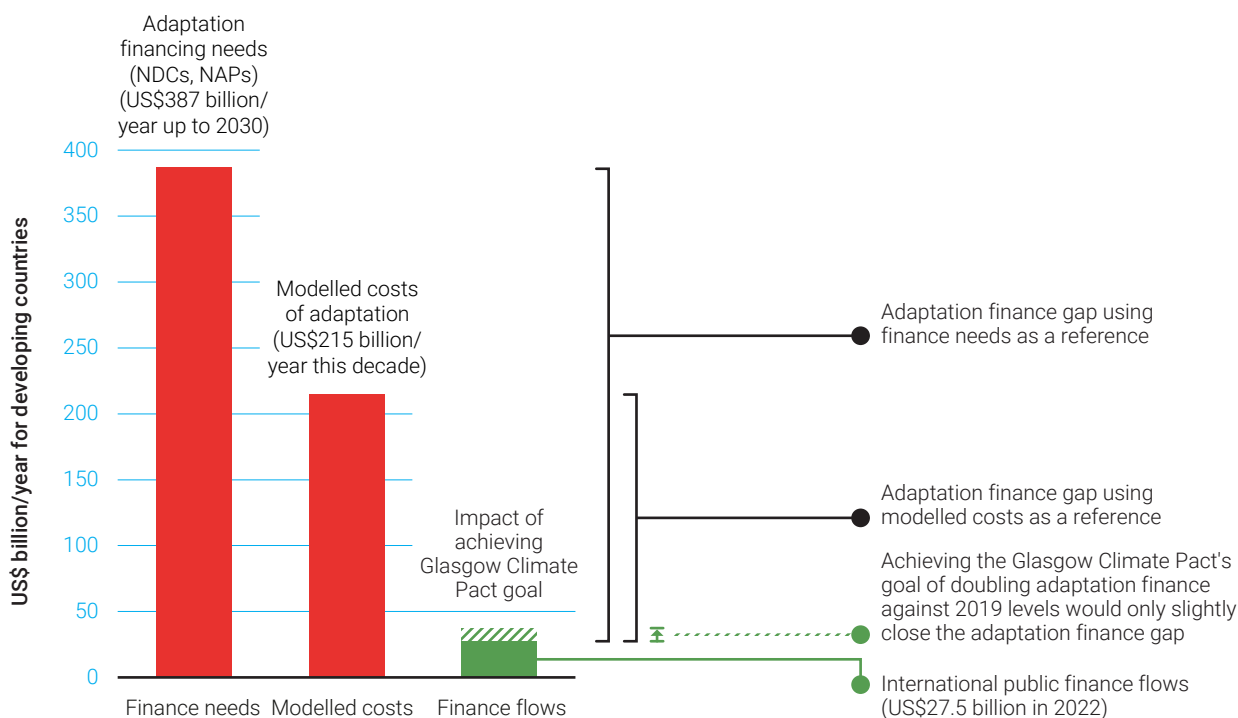 Adaptation
financing needs
(NDCs, NAPs)
(US$387 billion/
year up to 2030)
US$ billion/year for developing countries
400
350
300
250
200
150
100
50
0
Modelled costs
of adaptation
(US$215 billion/
year this decade)
Impact of
achieving
Glasgow Climate
Pact goal
Finance needs
Modelled costs
Finance flows
Adaptation finance gap using
finance needs as a reference
Adaptation finance gap using
modelled costs as a reference
Achieving the Glasgow Climate Pact's
goal of doubling adaptation finance
against 2019 levels would only slightly
close the adaptation finance gap
International public finance flows
(US$27.5 billion in 2022)